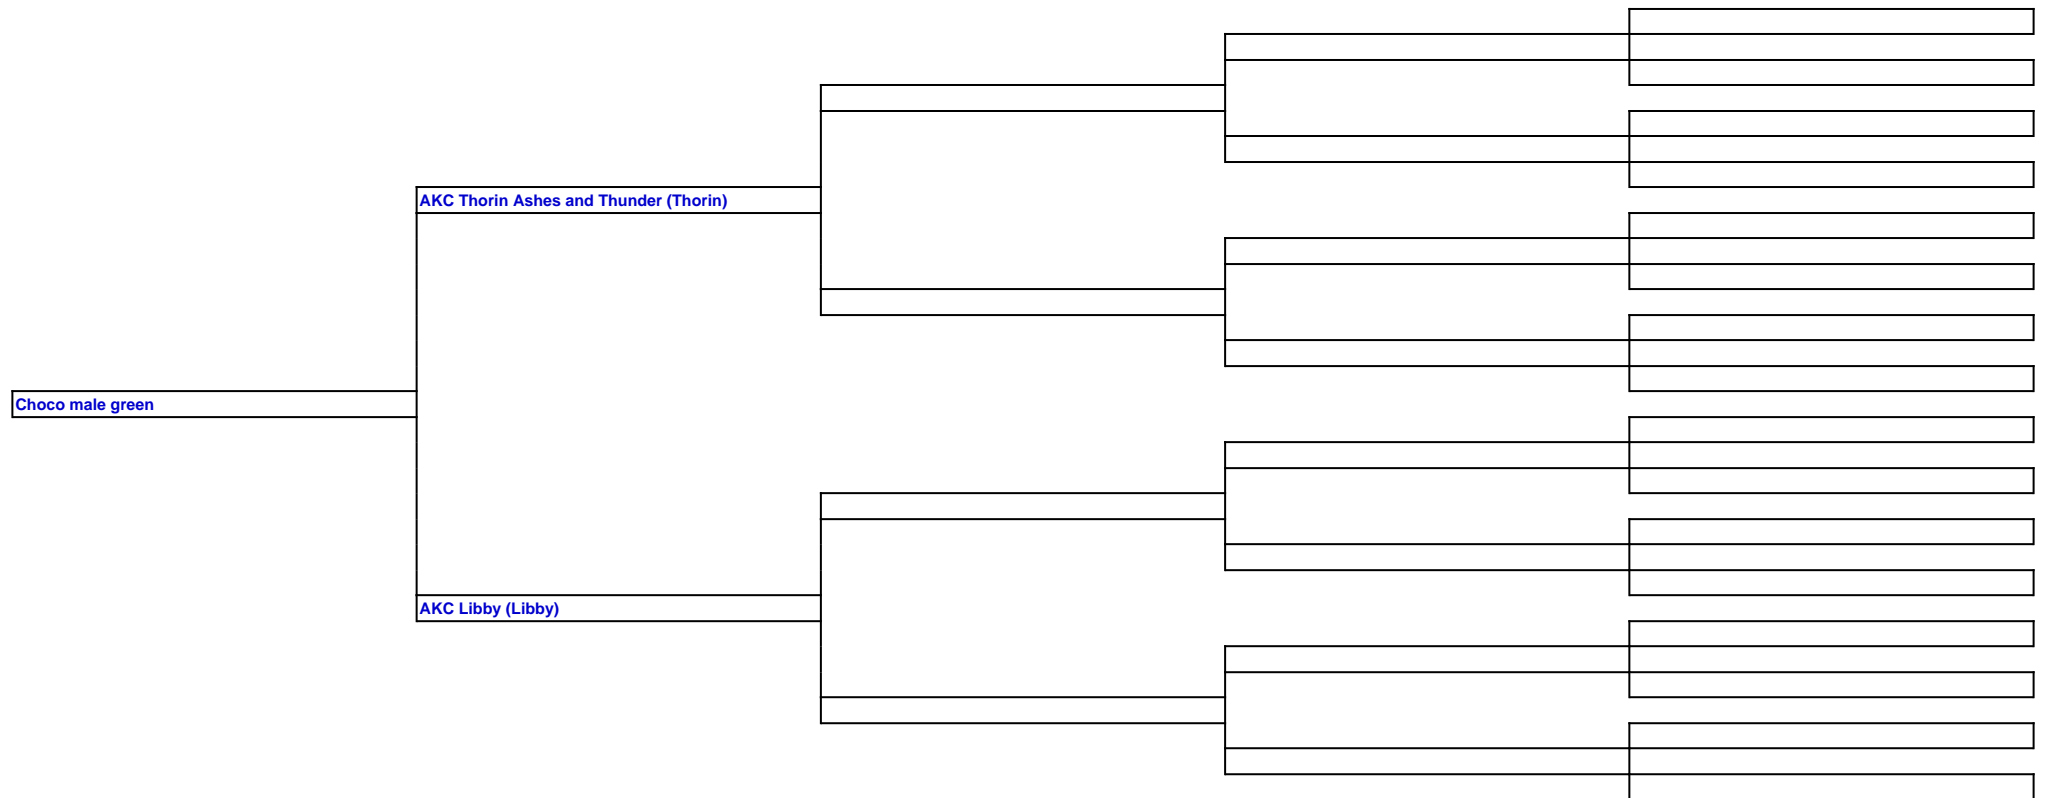 AKC Thorin Ashes and Thunder (Thorin)
Choco male green
AKC Libby (Libby)